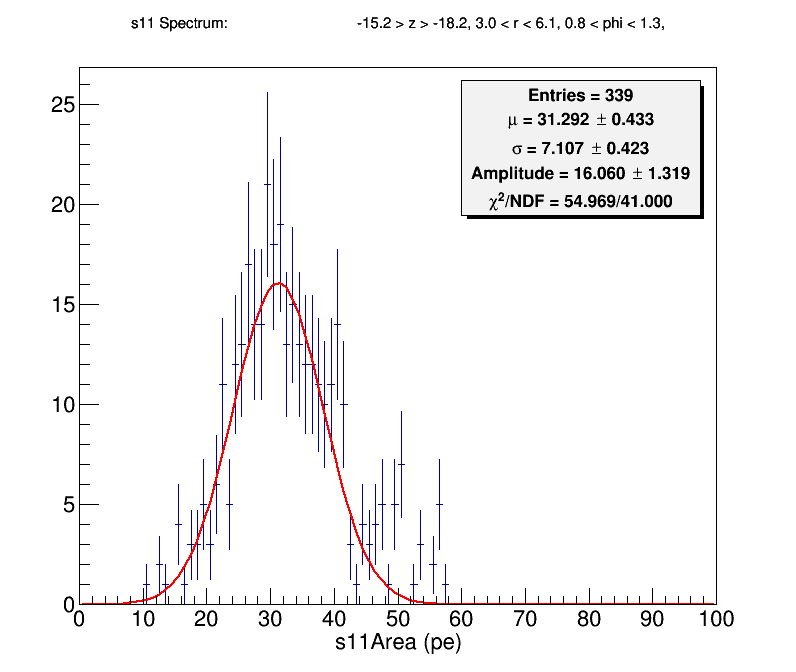 s11 Spectrum: -15.2 > z > -18.2, 3.0 < r < 6.1, 0.8 < phi < 1.3,
Entries = 339
μ = 31.292 ± 0.433
σ = 7.107 ± 0.423
Amplitude = 16.060 ± 1.319
χ²/NDF = 54.969/41.000
25
20
15
10
5
0
0 10 20 30 40 50 60 70 80 90 100
s11Area (pe)